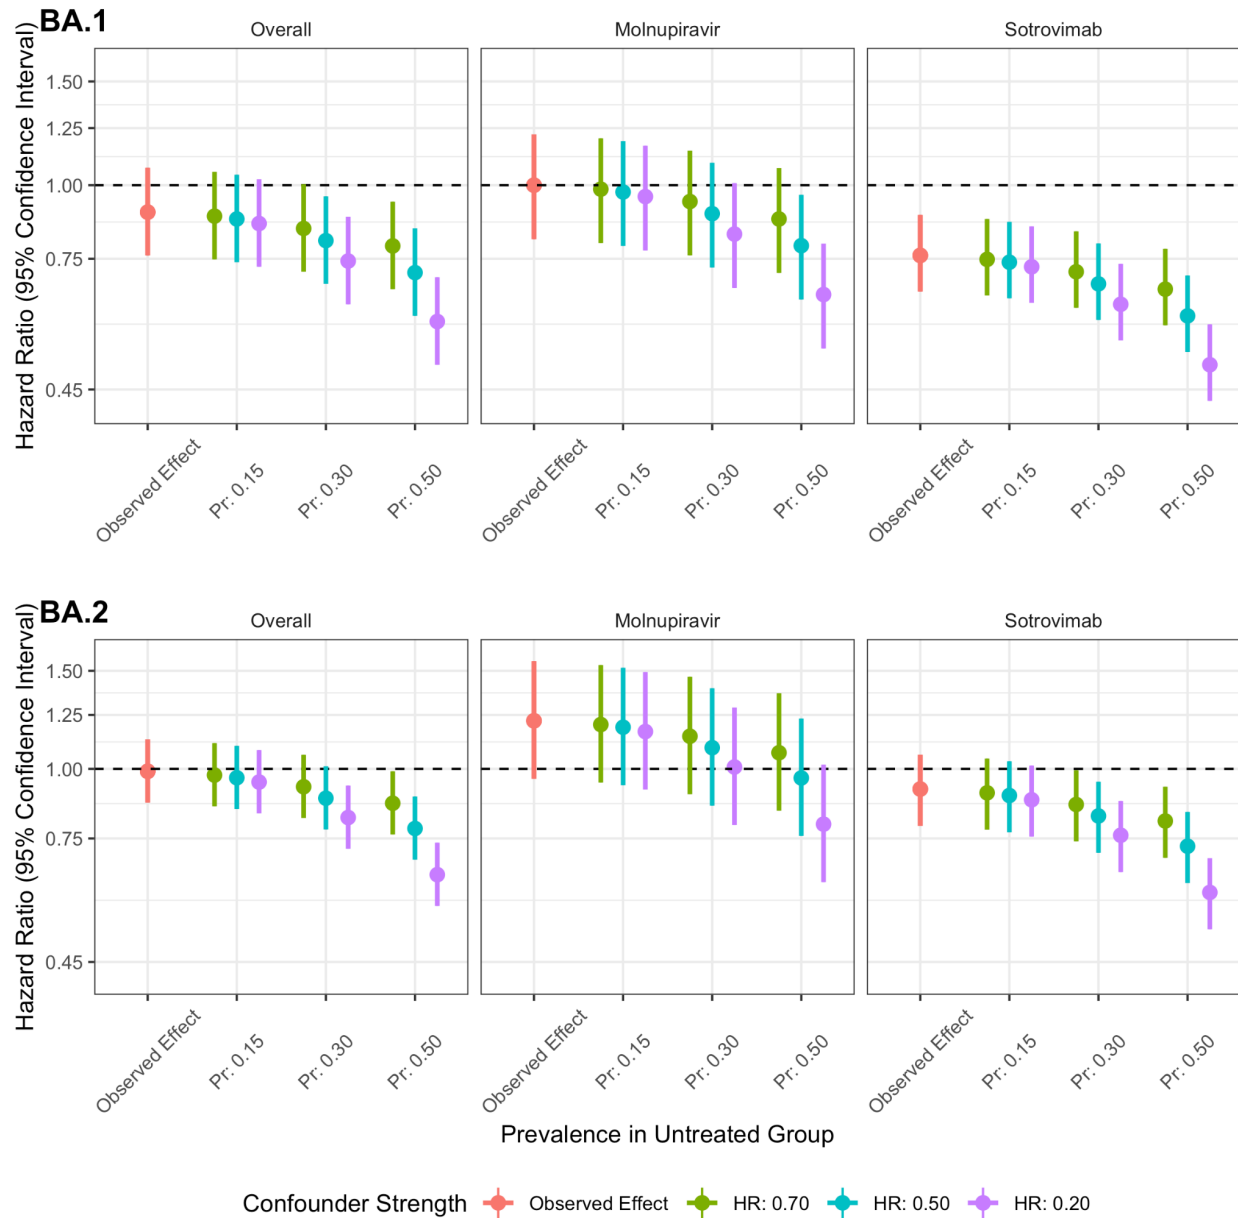 BA.1
Overall
Molnupiravir
Sotrovimab
Hazard Ratio (95% Confidence Interval)
1.50
1.25
1.00
0.75
0.45
Observed Effect
Pr: 0.15
Pr: 0.30
Pr: 0.50
Observed Effect
Pr: 0.15
Pr: 0.30
Pr: 0.50
Observed Effect
Pr: 0.15
Pr: 0.30
Pr: 0.50
BA.2
Overall
Molnupiravir
Sotrovimab
Hazard Ratio (95% Confidence Interval)
1.50
1.25
1.00
0.75
0.45
Observed Effect
Pr: 0.15
Pr: 0.30
Pr: 0.50
Observed Effect
Pr: 0.15
Pr: 0.30
Pr: 0.50
Observed Effect
Pr: 0.15
Pr: 0.30
Pr: 0.50
Prevalence in Untreated Group
Confounder Strength Observed Effect HR: 0.70 HR: 0.50 HR: 0.20